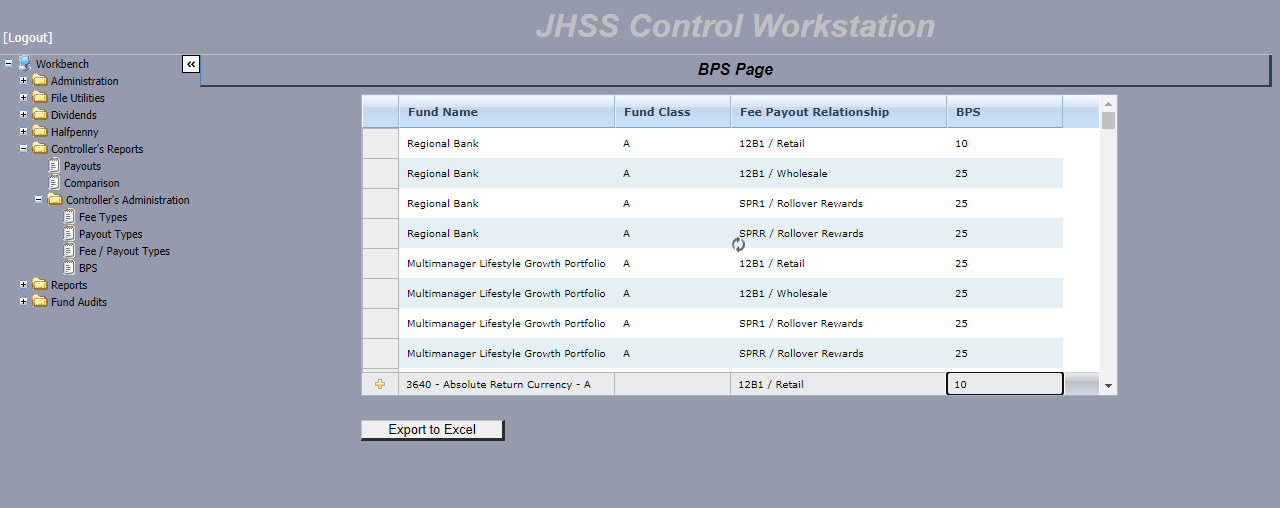 JHSS Control Workstation
[Logout]
Workbench
«
Administration
File Utilities
Dividends
Halfpenny
Controller's Reports
Payouts
Comparison
Controller's Administration
Fee Types
Payout Types
Fee / Payout Types
BPS
Reports
Fund Audits
BPS Page
Fund Name Fund Class Fee Payout Relationship BPS
Regional Bank A 12B1 / Retail 10
Regional Bank A 12B1 / Wholesale 25
Regional Bank A SPR1 / Rollover Rewards 25
Regional Bank A SPRR / Rollover Rewards 25
Multimanager Lifestyle Growth Portfolio A 12B1 / Retail 25
Multimanager Lifestyle Growth Portfolio A 12B1 / Wholesale 25
Multimanager Lifestyle Growth Portfolio A SPR1 / Rollover Rewards 25
Multimanager Lifestyle Growth Portfolio A SPRR / Rollover Rewards 25
3640 - Absolute Return Currency - A 12B1 / Retail 10
Export to Excel